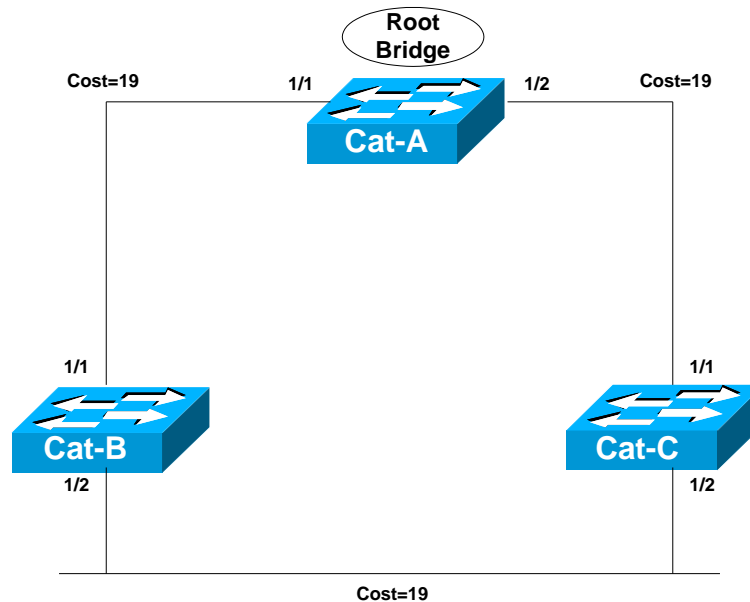 Root
Bridge
Cost=19
1/1
1/2
Cost=19
Cat-A
1/1
1/1
Cat-B
Cat-C
1/2
1/2
Cost=19